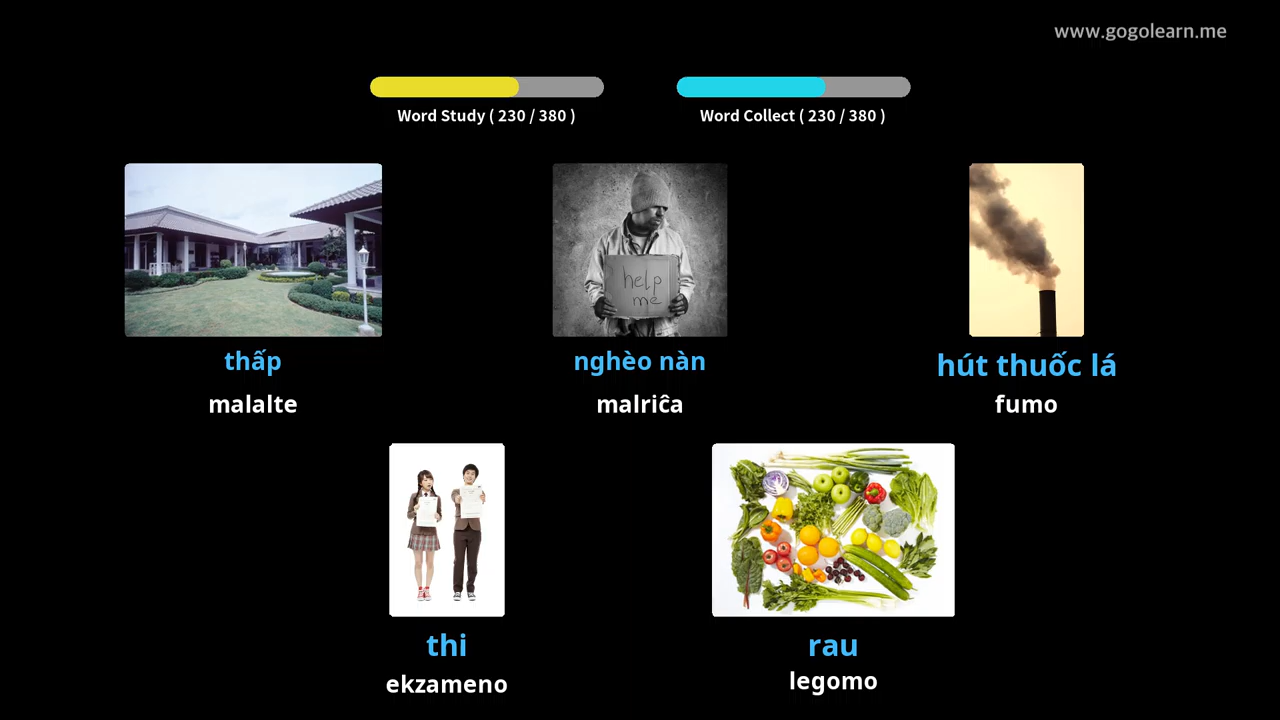 www.gogolearn.me
Word Study ( 230 / 380 )
Word Collect ( 230 / 380 )
help
me
thấp
nghèo nàn
hút thuốc lá
malalte
malriĉa
fumo
thi
rau
ekzameno
legomo